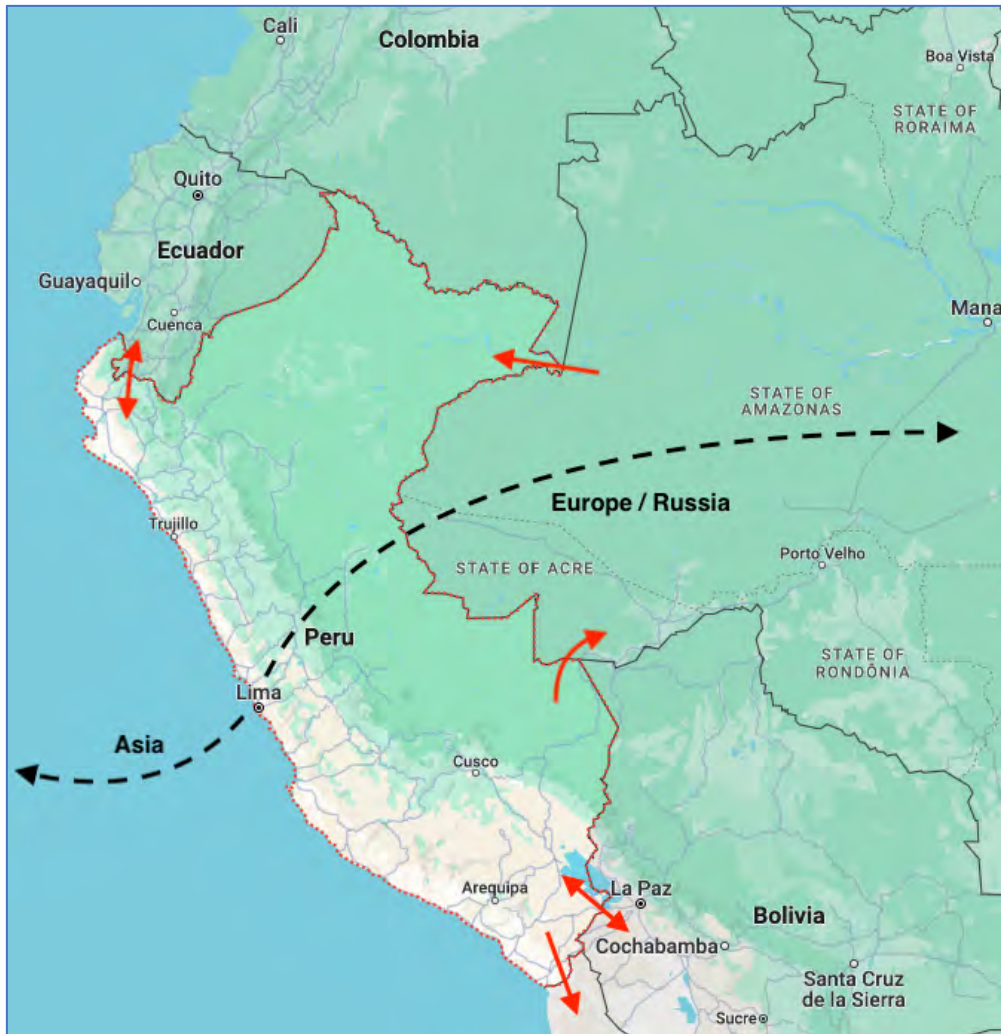 Cali
Colombia
Boa Vista
STATE OF
RORAIMA
Quito
Ecuador
Guayaquil
Cuenca
Mana
STATE OF
AMAZONAS
Europe / Russia
Trujillo
Porto Velho
STATE OF ACRE
Peru
STATE OF
RONDÔNIA
Lima
Asia
Cusco
Arequipa
La Paz
Bolivia
Cochabamba
Santa Cruz
de la Sierra
Sucre